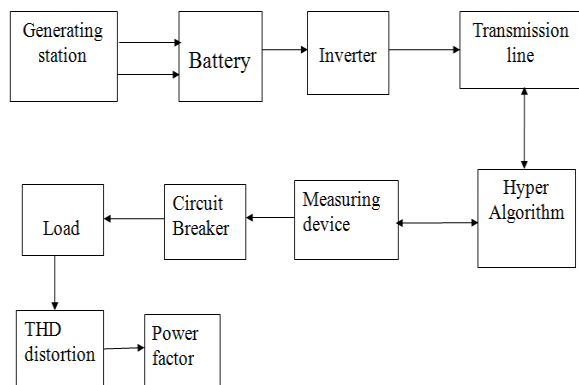 Generating
station
Battery
Inverter
Transmission
line
Hyper
Algorithm
Measuring
device
Circuit
Breaker
Load
THD
distortion
Power
factor